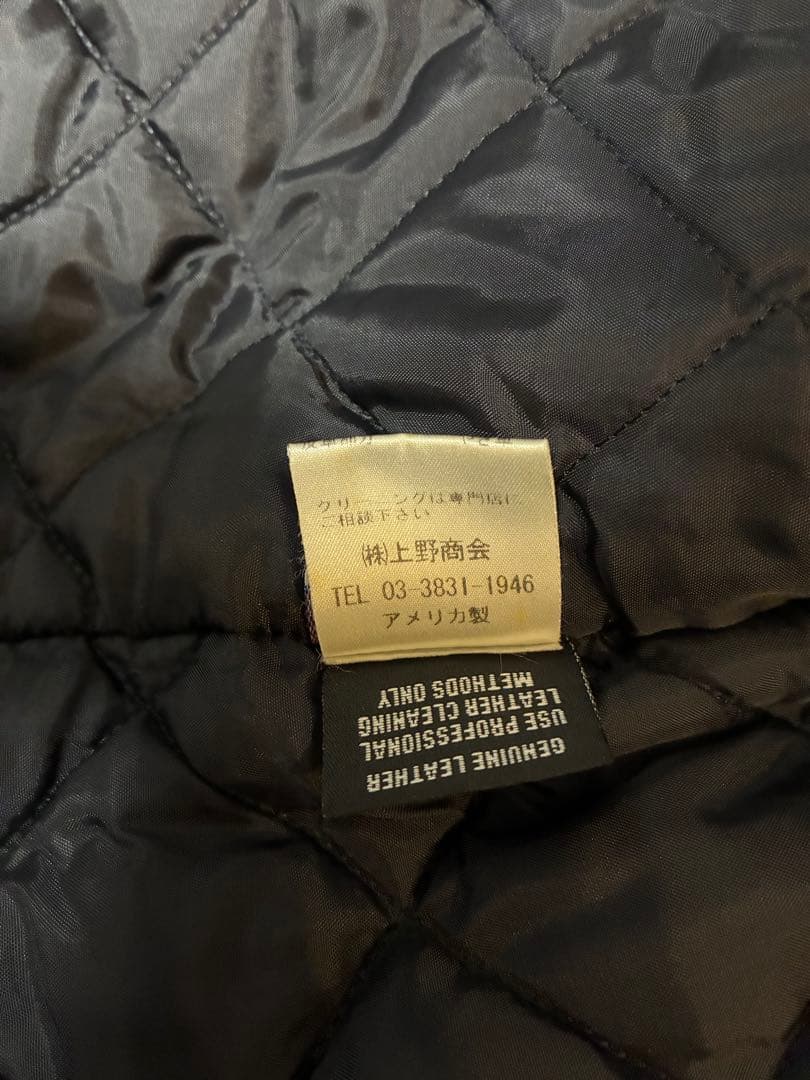 クリーニングは専門店に
ご相談下さい
㈱上野商会
TEL 03-3831-1946
アメリカ製
GENUINE LEATHER
USE PROFESSIONAL
LEATHER CLEANING
METHODS ONLY